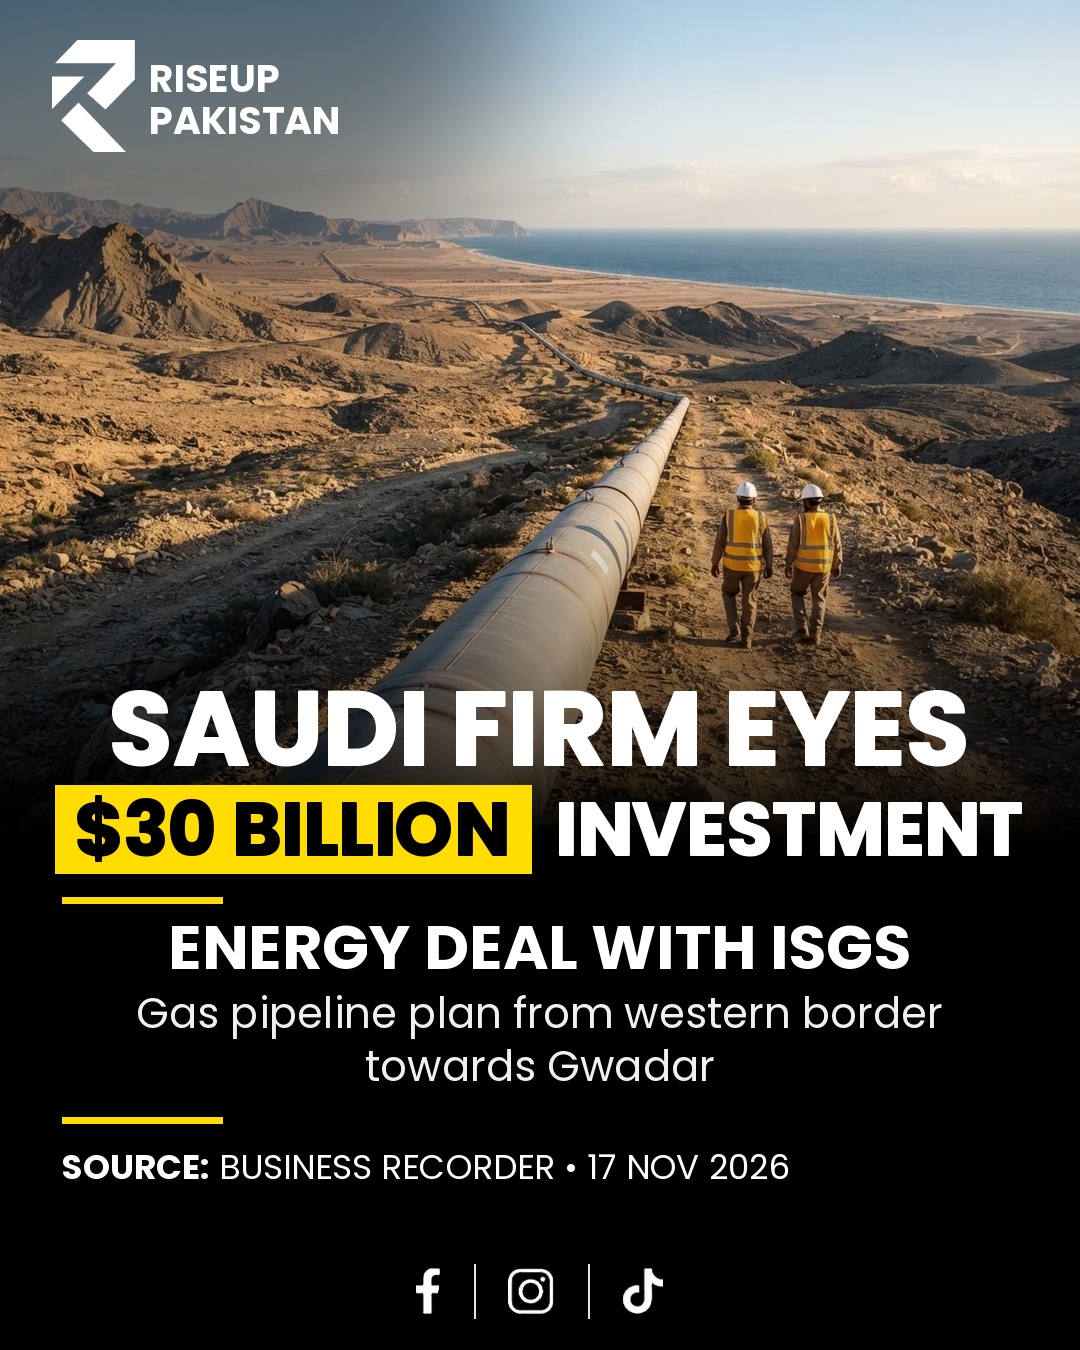 RISEUP
PAKISTAN
SAUDI FIRM EYES
$30 BILLION INVESTMENT
ENERGY DEAL WITH ISGS
Gas pipeline plan from western border
towards Gwadar
SOURCE: BUSINESS RECORDER • 17 NOV 2026